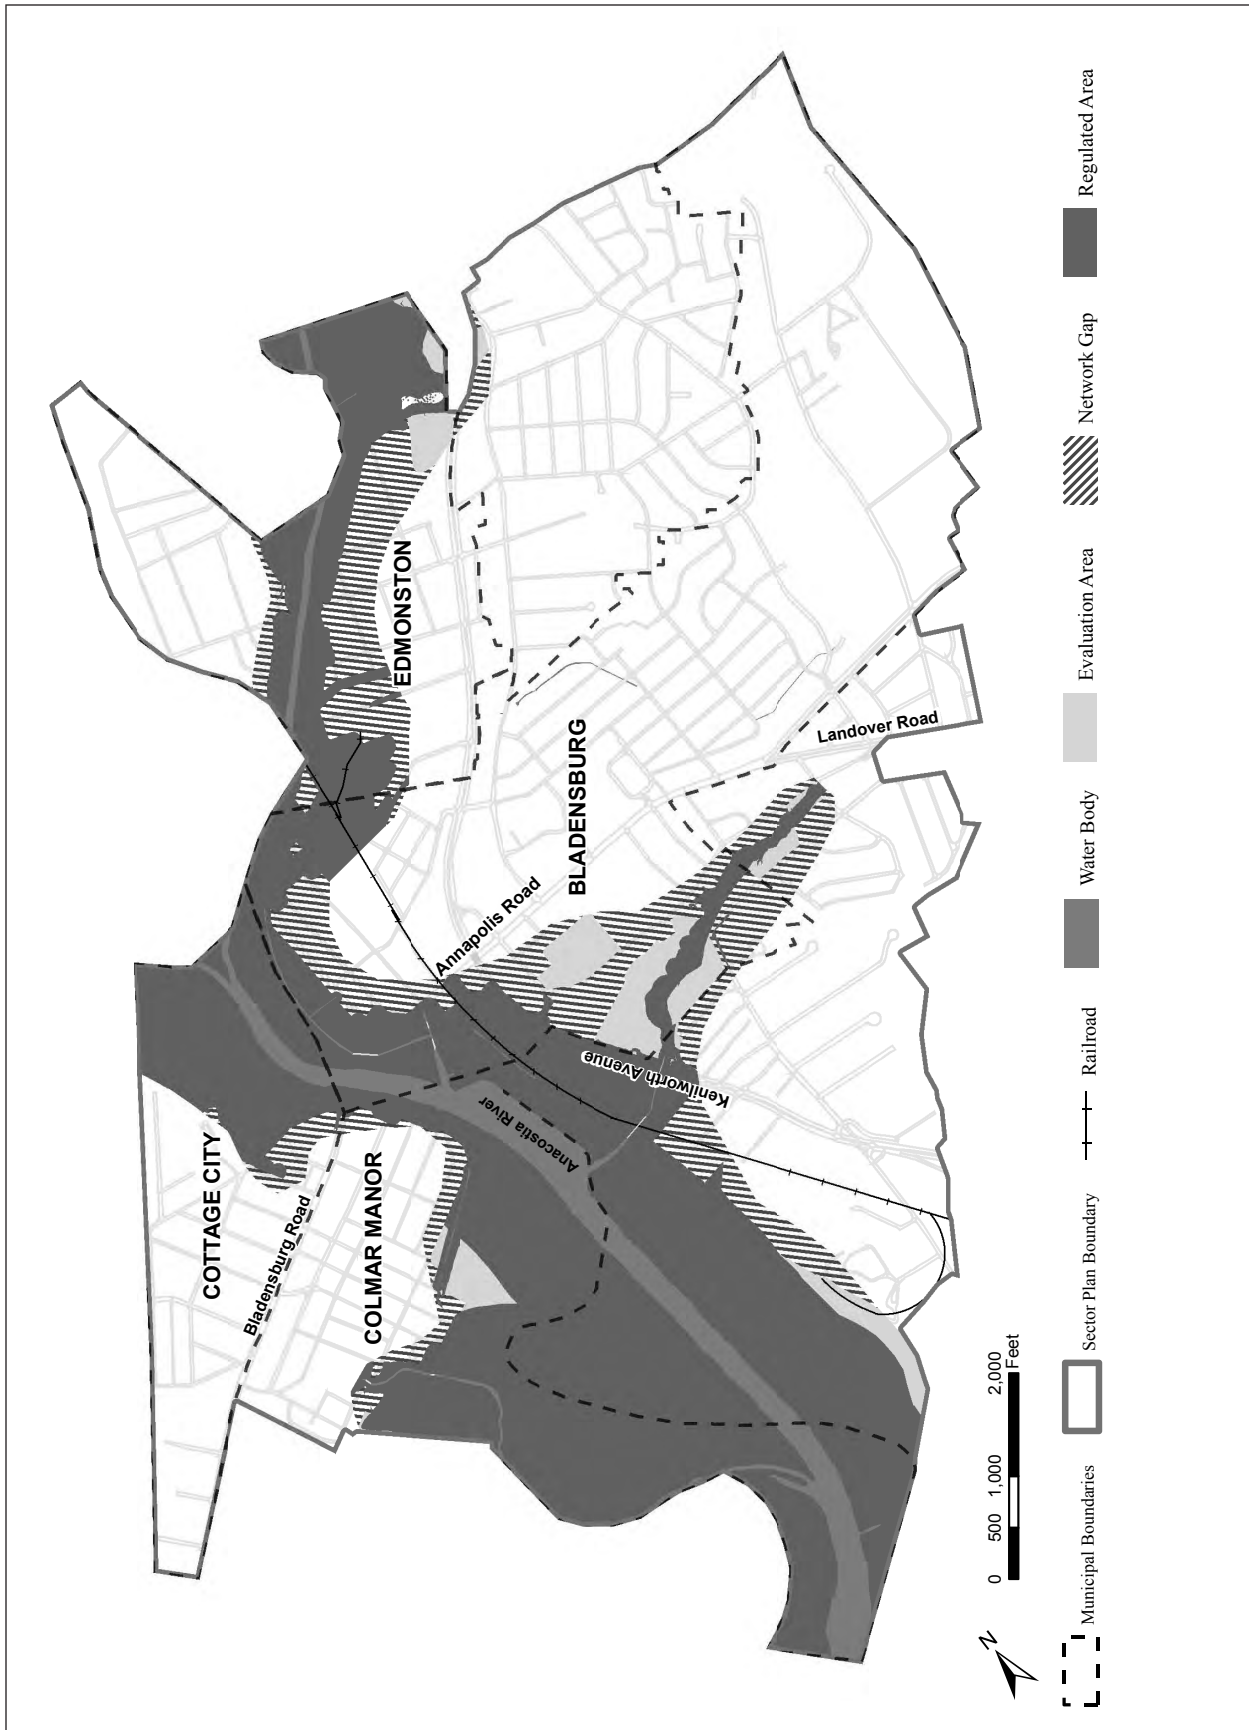 EDMONSTON
BLADENSBURG
COTTAGE CITY
COLMAR MANOR
Landover Road
Annapolis Road
Kenilworth Avenue
Anacostia River
Bladensburg Road
N
0 500 1,000 2,000
Feet
Municipal Boundaries
Sector Plan Boundary
Railroad
Water Body
Evaluation Area
Network Gap
Regulated Area